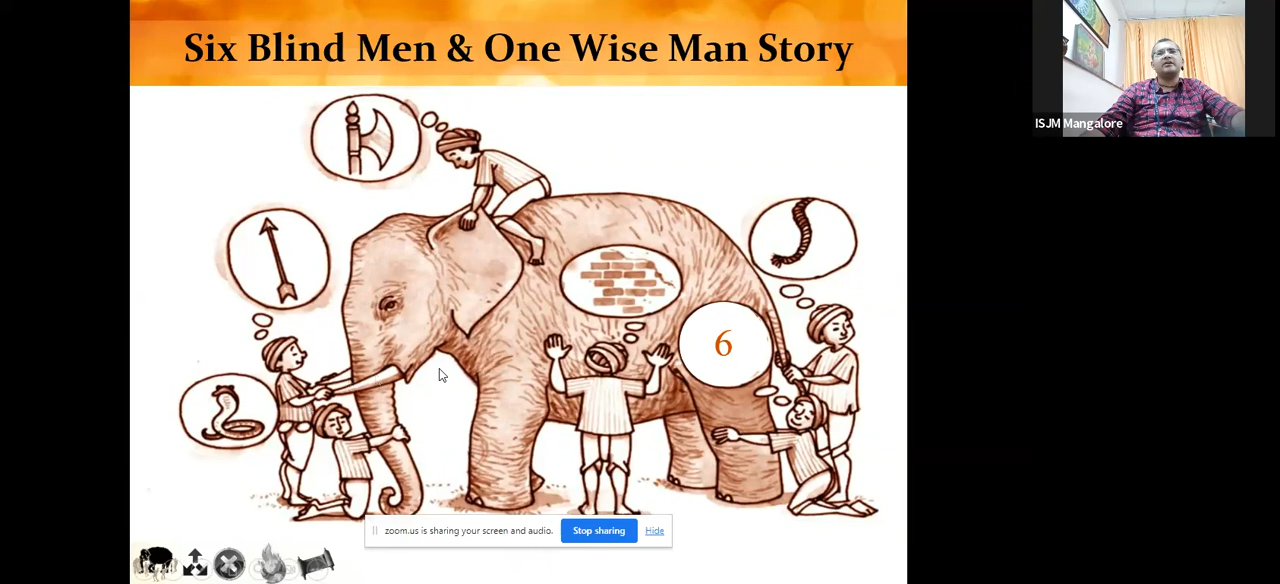 Six Blind Men & One Wise Man Story
ISJM Mangalore
6
zoom.us is sharing your screen and audio.
Stop sharing
Hide